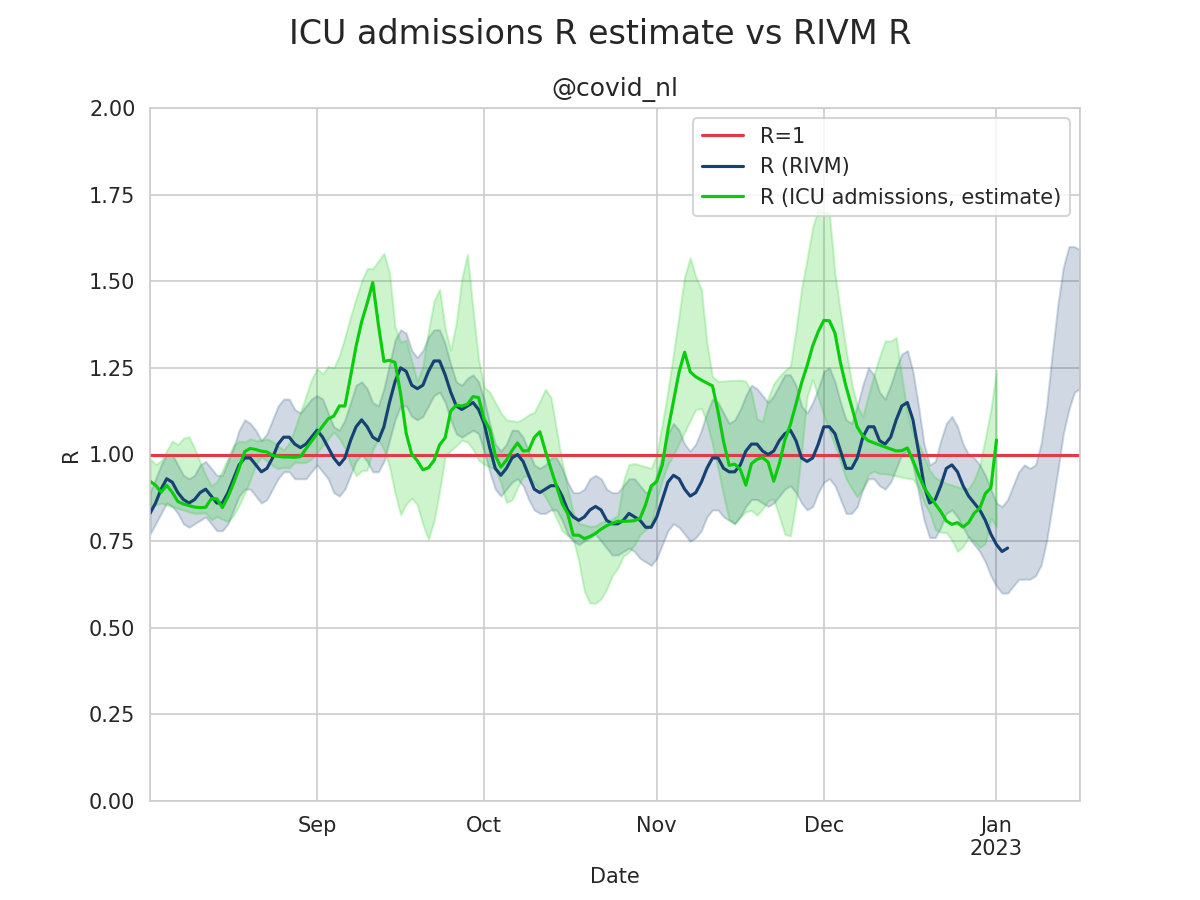 ICU admissions R estimate vs RIVM R
@covid_nl
R=1
R (RIVM)
R (ICU admissions, estimate)
2.00
1.75
1.50
1.25
1.00
0.75
0.50
0.25
0.00
R
Sep Oct Nov Dec Jan
2023
Date